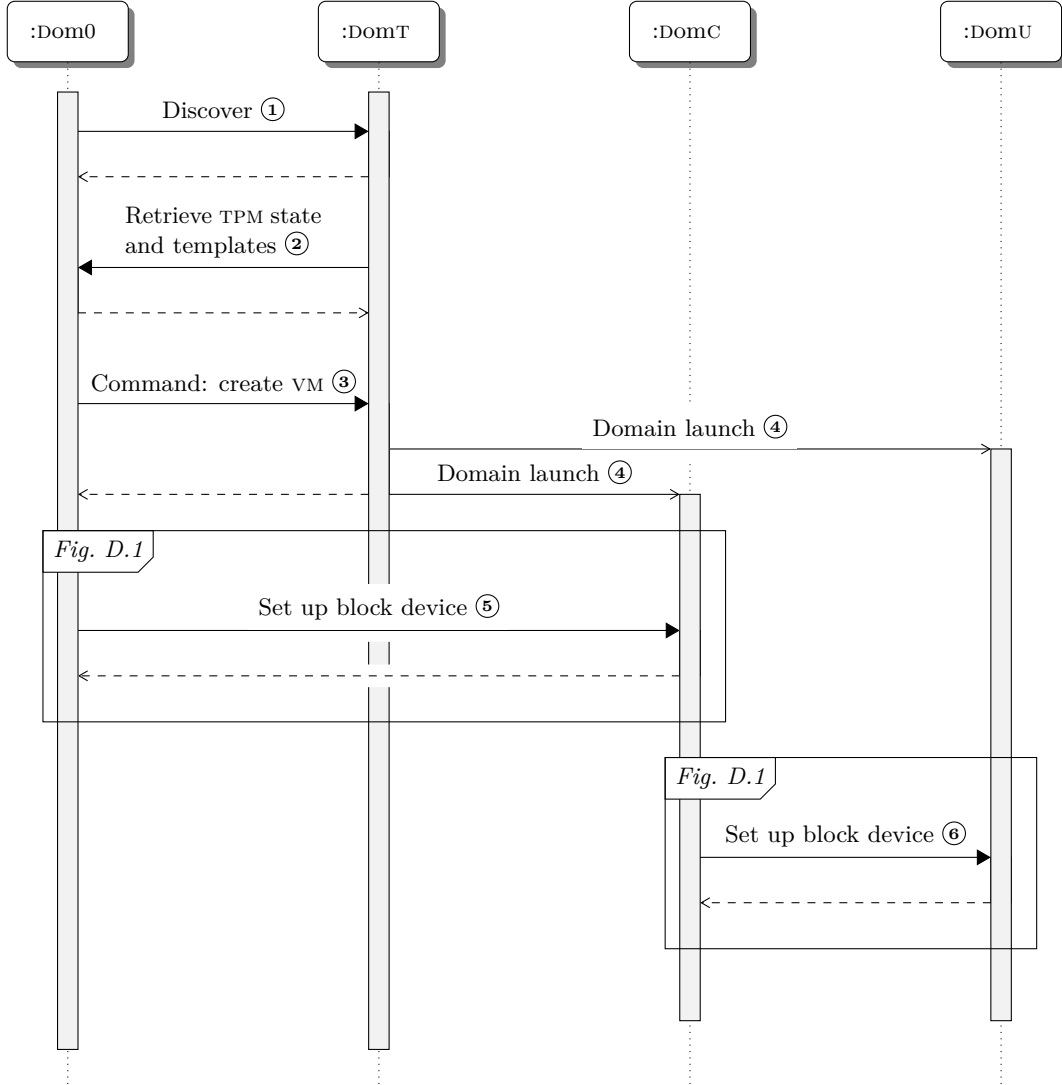 :Dom0
:DomT
:DomC
:DomU
Discover ①
Retrieve TPM state
and templates ②
Command: create VM ③
Domain launch ④
Domain launch ④
Fig. D.1
Set up block device ⑤
Fig. D.1
Set up block device ⑥